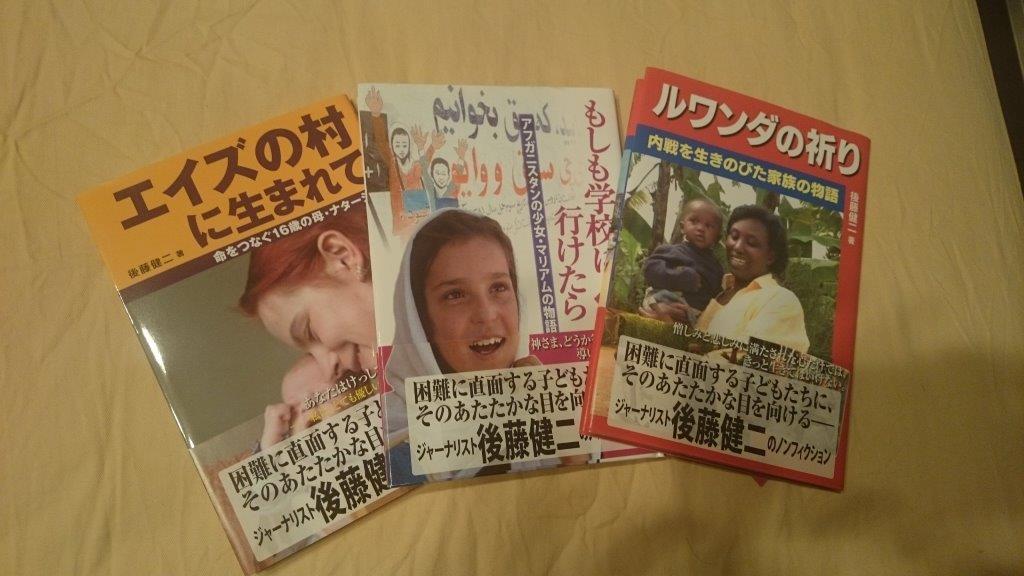 エイズの村
に生まれて
命をつなぐ16歳の母・ナター
後藤健二 著
あなたはけっし
困難に直面する子ども
そのあたたかな目を
ジャーナリスト 後藤健
کمک بخوانیم
もしも学校に
行けたら
アフガニスタンの少女・マリアムの物語
神さま、どうか
導
困難に直面する子どもた
そのあたたかな目を向
ジャーナリスト 後藤健二の
ルワンダの祈り
内戦を生きのびた家族の物語
後藤健二 著
困難に直面する子どもたちに、
そのあたたかな目を向ける——
ジャーナリスト 後藤健二のノンフィクション